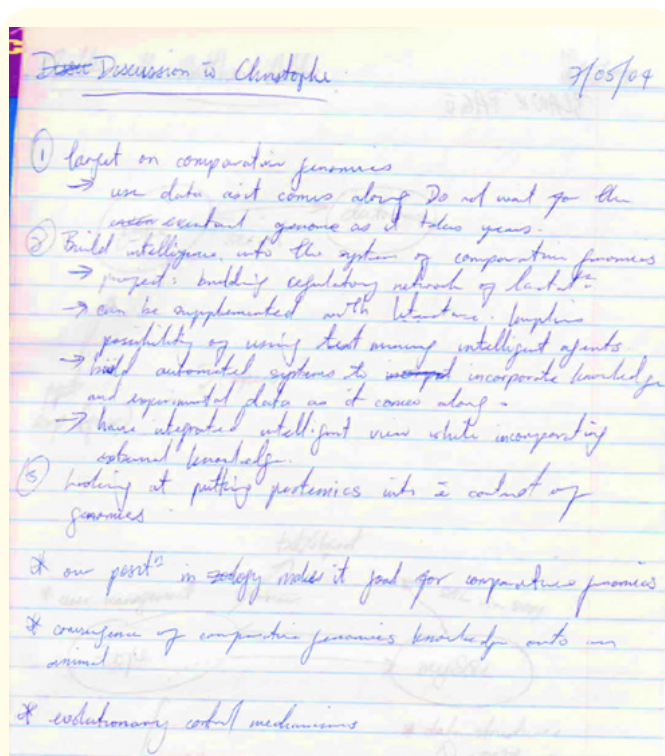 Discussion to Christophe 7/05/04
① Target on comparative genomics
→ use data as it comes along Do not wait for the
executant genome as it takes years.
② Build intelligence into the system of comparative genomics
→ project: building regulatory network of lactatⁿ
→ can be supplemented with literature. Implies
possibility of using text mining intelligent agents
→ build automated systems to incorporate knowledge
and experimental data as it comes along.
→ have integrated intelligent view while incorporating
external knowledge.
③ Looking at putting proteomics into context of
genomics
* our positⁿ in zoology makes it good for comparative genomics
* convergence of comparative genomics knowledge onto an
animal
* evolutionary control mechanisms